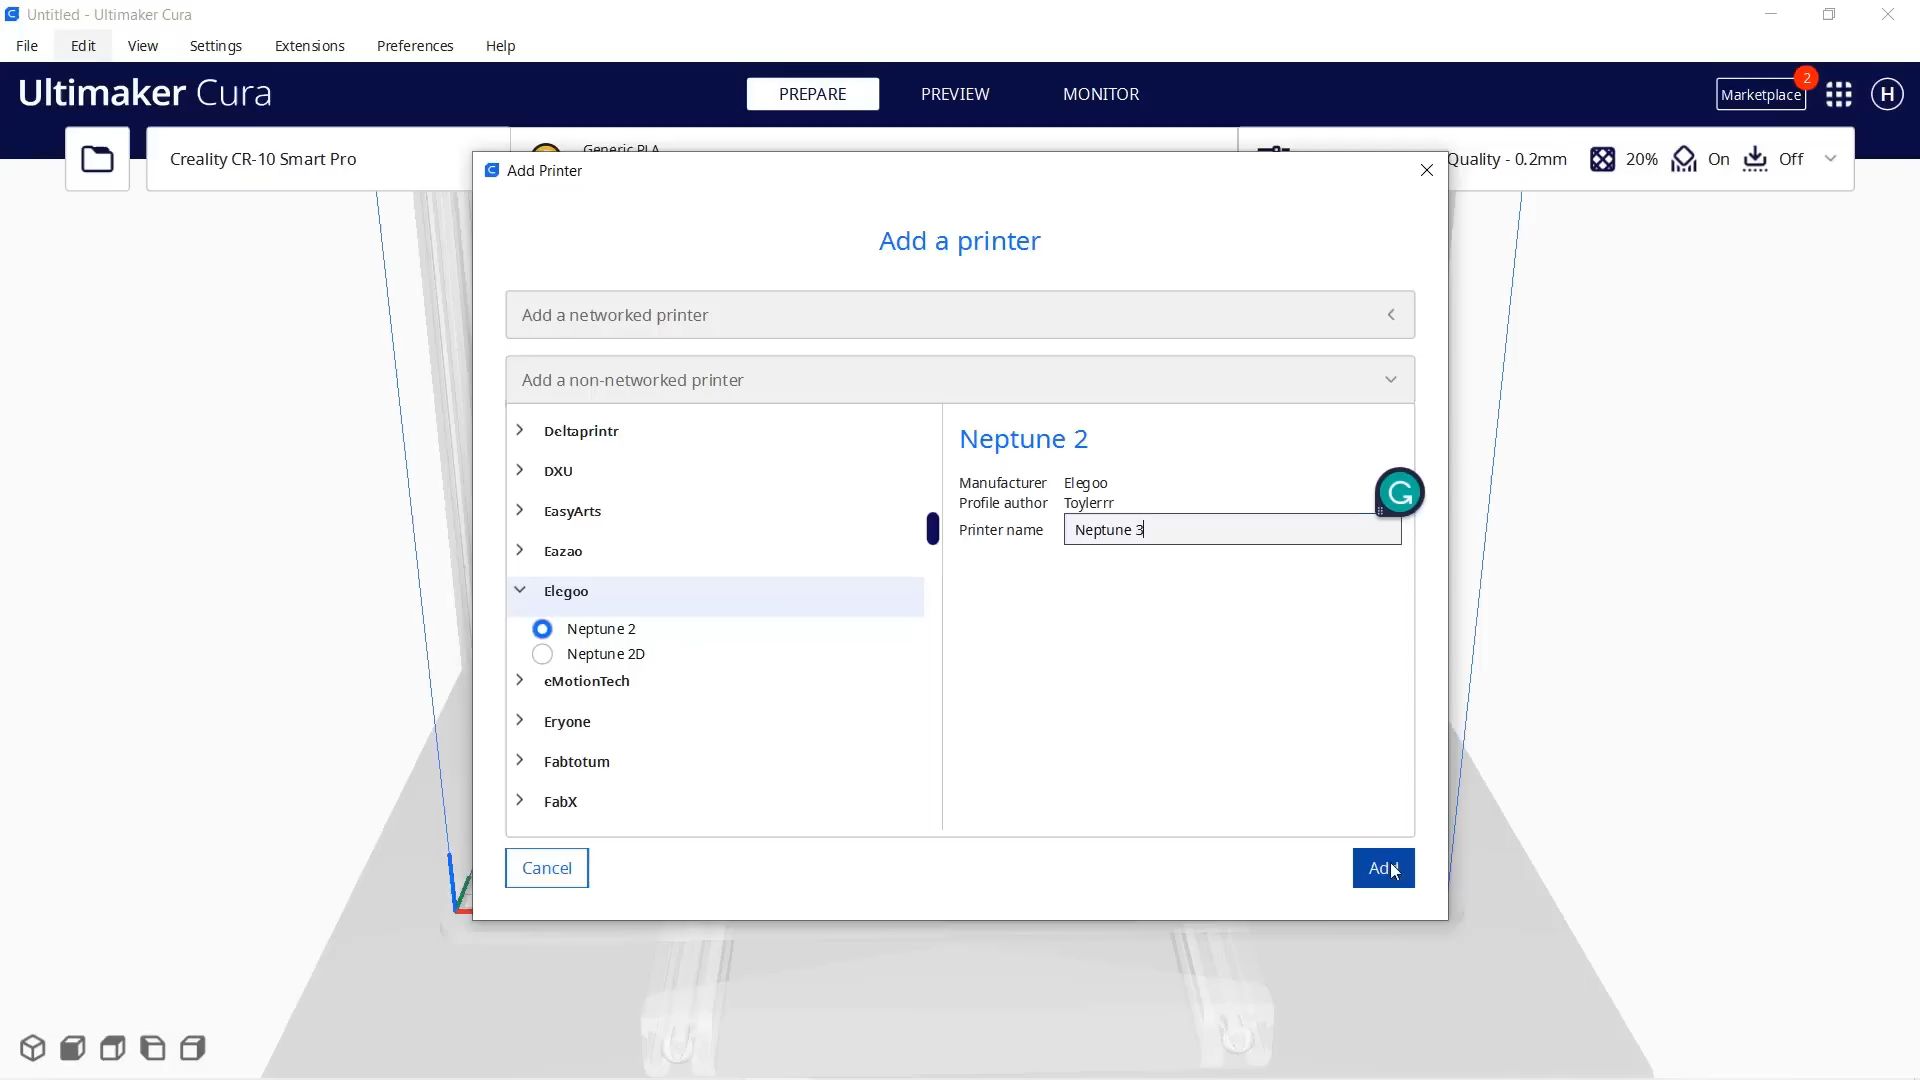 Untitled - Ultimaker Cura
File Edit View Settings Extensions Preferences Help
Ultimaker Cura
PREPARE PREVIEW MONITOR
Marketplace 2 H
Creality CR-10 Smart Pro
Generic PLA
Quality - 0.2mm 20% On Off
Add Printer
Add a printer
Add a networked printer
Add a non-networked printer
Deltaprintr
DXU
EasyArts
Eazao
Elegoo
Neptune 2
Neptune 2D
eMotionTech
Eryone
Fabtotum
FabX
Neptune 2
Manufacturer Elegoo
Profile author Toylerrr
Printer name Neptune 3
Cancel Add